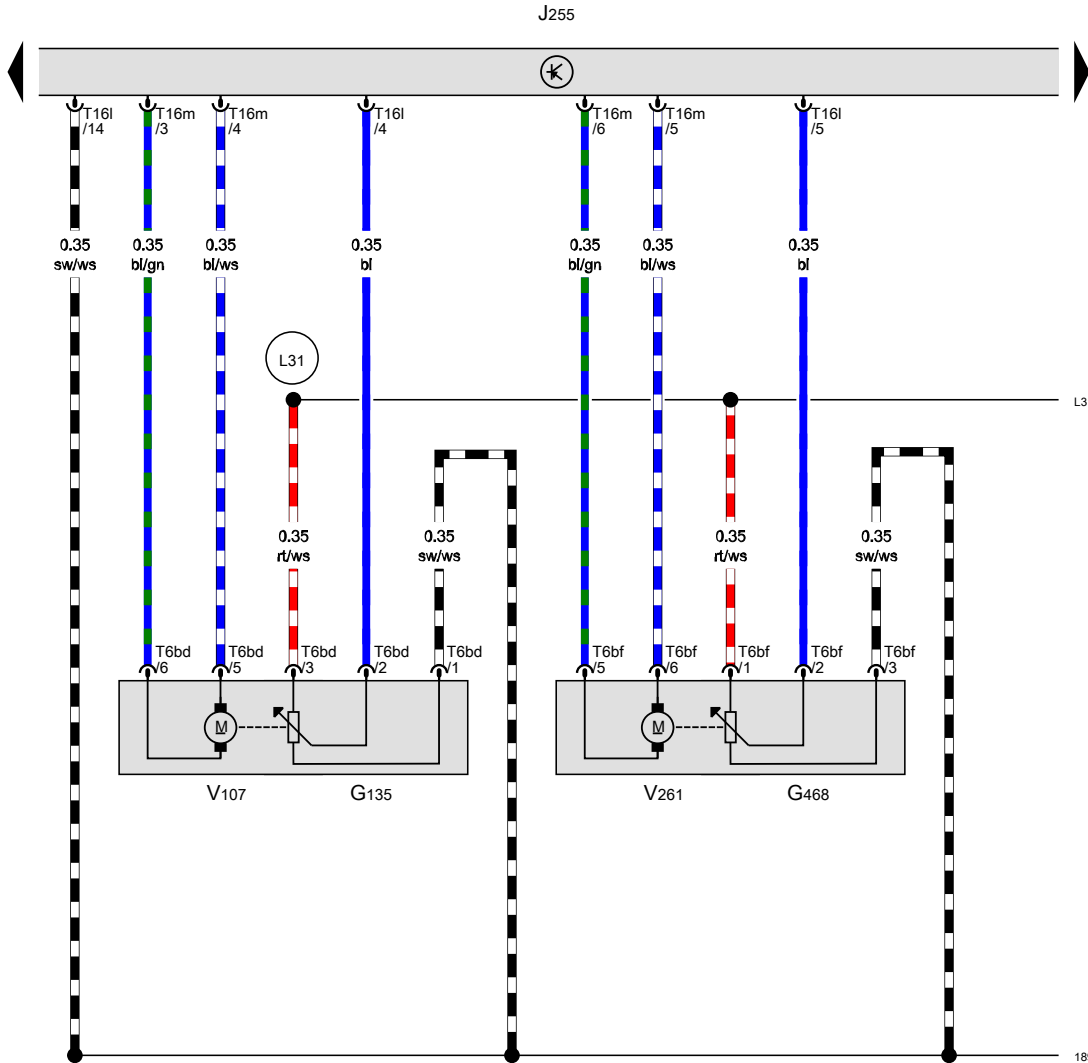 J255
T16l T16m T16m T16l T16m T16m T16l
/14 /3 /4 /4 /6 /5 /5
0.35 0.35 0.35 0.35 0.35 0.35 0.35
sw/ws bl/gn bl/ws bl bl/gn bl/ws bl
L31
L3
0.35 0.35 0.35 0.35
rt/ws sw/ws rt/ws sw/ws
T6bd T6bd T6bd T6bd T6bd T6bf T6bf T6bf T6bf T6bf
/6 /5 /3 /2 /1 /5 /6 /1 /2 /3
M M
V107 G135 V261 G468
18